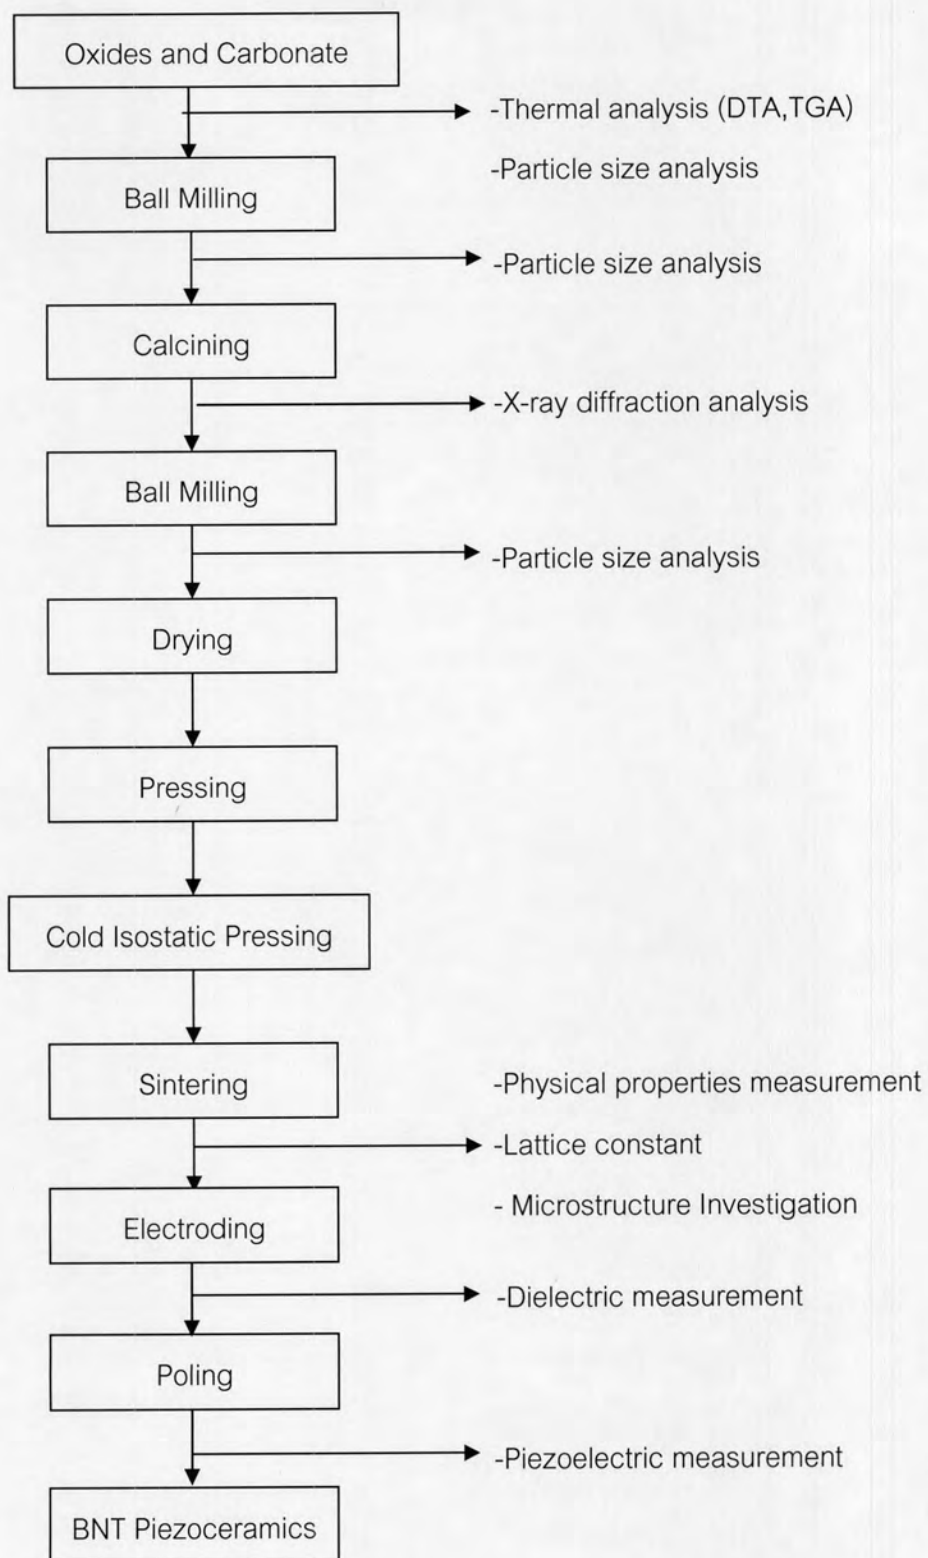 Oxides and Carbonate
-Thermal analysis (DTA,TGA)
-Particle size analysis
Ball Milling
-Particle size analysis
Calcining
-X-ray diffraction analysis
Ball Milling
-Particle size analysis
Drying
Pressing
Cold Isostatic Pressing
Sintering
-Physical properties measurement
-Lattice constant
- Microstructure Investigation
Electroding
-Dielectric measurement
Poling
-Piezoelectric measurement
BNT Piezoceramics